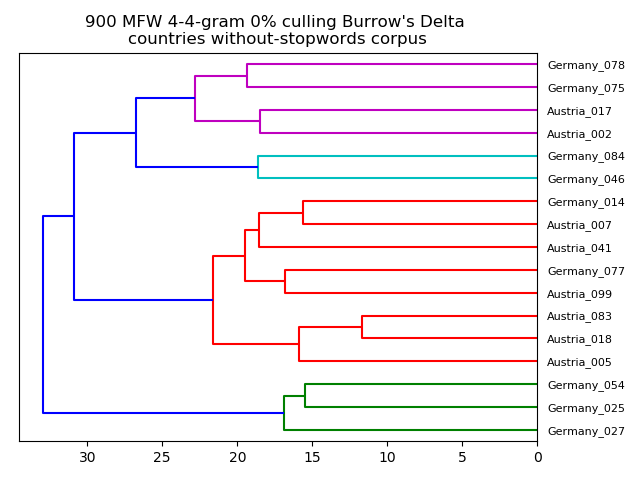 900 MFW 4-4-gram 0% culling Burrow's Delta
countries without-stopwords corpus
Germany_078
Germany_075
Austria_017
Austria_002
Germany_084
Germany_046
Germany_014
Austria_007
Austria_041
Germany_077
Austria_099
Austria_083
Austria_018
Austria_005
Germany_054
Germany_025
Germany_027
30 25 20 15 10 5 0